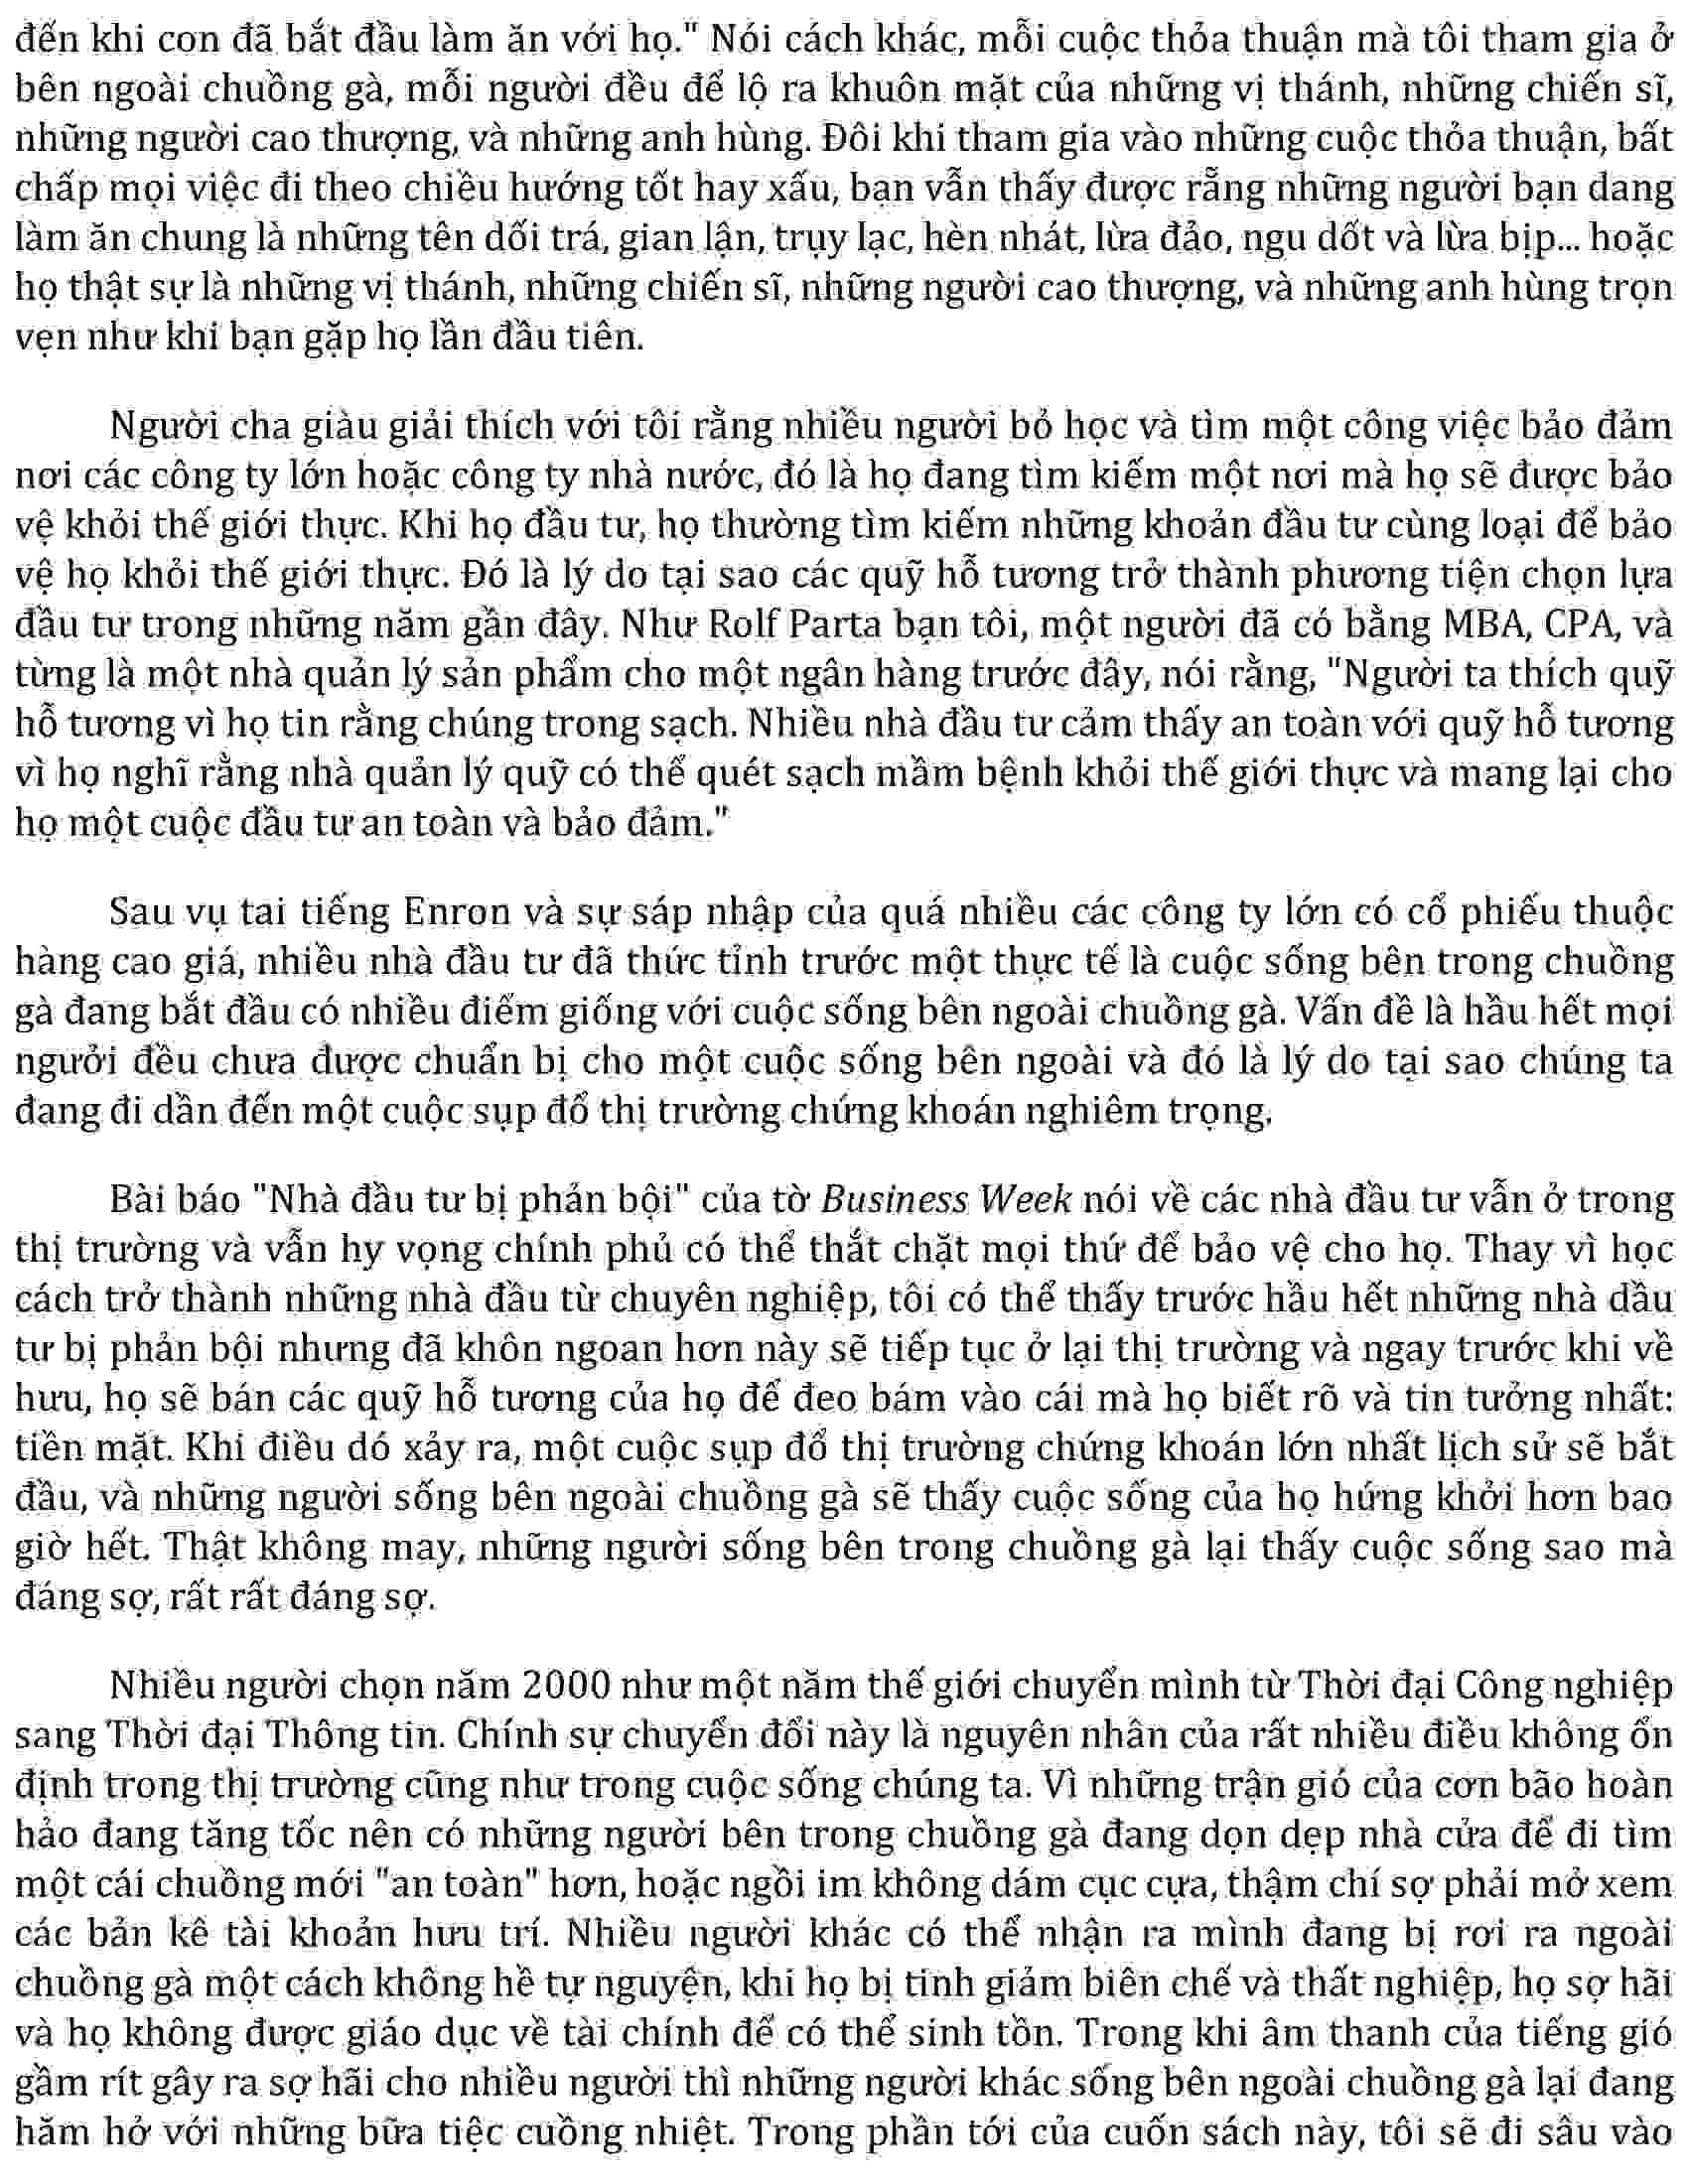 đến khi con đã bắt đầu làm ăn với họ." Nói cách khác, mỗi cuộc thỏa thuận mà tôi tham gia ở
bên ngoài chuồng gà, mỗi người đều để lộ ra khuôn mặt của những vị thánh, những chiến sĩ,
những người cao thượng, và những anh hùng. Đôi khi tham gia vào những cuộc thỏa thuận, bất
chấp mọi việc đi theo chiều hướng tốt hay xấu, bạn vẫn thấy được rằng những người bạn dang
làm ăn chung là những tên dối trá, gian lận, trụy lạc, hèn nhát, lừa đảo, ngu dốt và lừa bịp... hoặc
họ thật sự là những vị thánh, những chiến sĩ, những người cao thượng, và những anh hùng trọn
vẹn như khi bạn gặp họ lần đầu tiên.
Người cha giàu giải thích với tôi rằng nhiều người bỏ học và tìm một công việc bảo đảm
nơi các công ty lớn hoặc công ty nhà nước, đó là họ đang tìm kiếm một nơi mà họ sẽ được bảo
vệ khỏi thế giới thực. Khi họ đầu tư, họ thường tìm kiếm những khoản đầu tư cùng loại để bảo
vệ họ khỏi thế giới thực. Đó là lý do tại sao các quỹ hỗ tương trở thành phương tiện chọn lựa
đầu tư trong những năm gần đây. Như Rolf Parta bạn tôi, một người đã có bằng MBA, CPA, và
từng là một nhà quản lý sản phẩm cho một ngân hàng trước đây, nói rằng, "Người ta thích quỹ
hỗ tương vì họ tin rằng chúng trong sạch. Nhiều nhà đầu tư cảm thấy an toàn với quỹ hỗ tương
vì họ nghĩ rằng nhà quản lý quỹ có thể quét sạch mầm bệnh khỏi thế giới thực và mang lại cho
họ một cuộc đầu tư an toàn và bảo đảm."
Sau vụ tai tiếng Enron và sự sáp nhập của quá nhiều các công ty lớn có cổ phiếu thuộc
hàng cao giá, nhiều nhà đầu tư đã thức tỉnh trước một thực tế là cuộc sống bên trong chuồng
gà đang bắt đầu có nhiều điểm giống với cuộc sống bên ngoài chuồng gà. Vấn đề là hầu hết mọi
người đều chưa được chuẩn bị cho một cuộc sống bên ngoài và đó là lý do tại sao chúng ta
đang đi dần đến một cuộc sụp đổ thị trường chứng khoán nghiêm trọng.
Bài báo "Nhà đầu tư bị phản bội" của tờ Business Week nói về các nhà đầu tư vẫn ở trong
thị trường và vẫn hy vọng chính phủ có thể thắt chặt mọi thứ để bảo vệ cho họ. Thay vì học
cách trở thành những nhà đầu từ chuyên nghiệp, tôi có thể thấy trước hầu hết những nhà dầu
tư bị phản bội nhưng đã khôn ngoan hơn này sẽ tiếp tục ở lại thị trường và ngay trước khi về
hưu, họ sẽ bán các quỹ hỗ tương của họ để đeo bám vào cái mà họ biết rõ và tin tưởng nhất:
tiền mặt. Khi điều dó xảy ra, một cuộc sụp đổ thị trường chứng khoán lớn nhất lịch sử sẽ bắt
đầu, và những người sống bên ngoài chuồng gà sẽ thấy cuộc sống của họ hứng khởi hơn bao
giờ hết. Thật không may, những người sống bên trong chuồng gà lại thấy cuộc sống sao mà
đáng sợ, rất rất đáng sợ.
Nhiều người chọn năm 2000 như một năm thế giới chuyển mình từ Thời đại Công nghiệp
sang Thời đại Thông tin. Chính sự chuyển đổi này là nguyên nhân của rất nhiều điều không ổn
định trong thị trường cũng như trong cuộc sống chúng ta. Vì những trận gió của cơn bão hoàn
hảo đang tăng tốc nên có những người bên trong chuồng gà đang dọn dẹp nhà cửa để đi tìm
một cái chuồng mới "an toàn" hơn, hoặc ngồi im không dám cục cựa, thậm chí sợ phải mở xem
các bản kê tài khoản hưu trí. Nhiều người khác có thể nhận ra mình đang bị rơi ra ngoài
chuồng gà một cách không hề tự nguyện, khi họ bị tinh giảm biên chế và thất nghiệp, họ sợ hãi
và họ không được giáo dục về tài chính để có thể sinh tồn. Trong khi âm thanh của tiếng gió
gầm rít gây ra sợ hãi cho nhiều người thì những người khác sống bên ngoài chuồng gà lại đang
hăm hở với những bữa tiệc cuồng nhiệt. Trong phần tới của cuốn sách này, tôi sẽ đi sâu vào